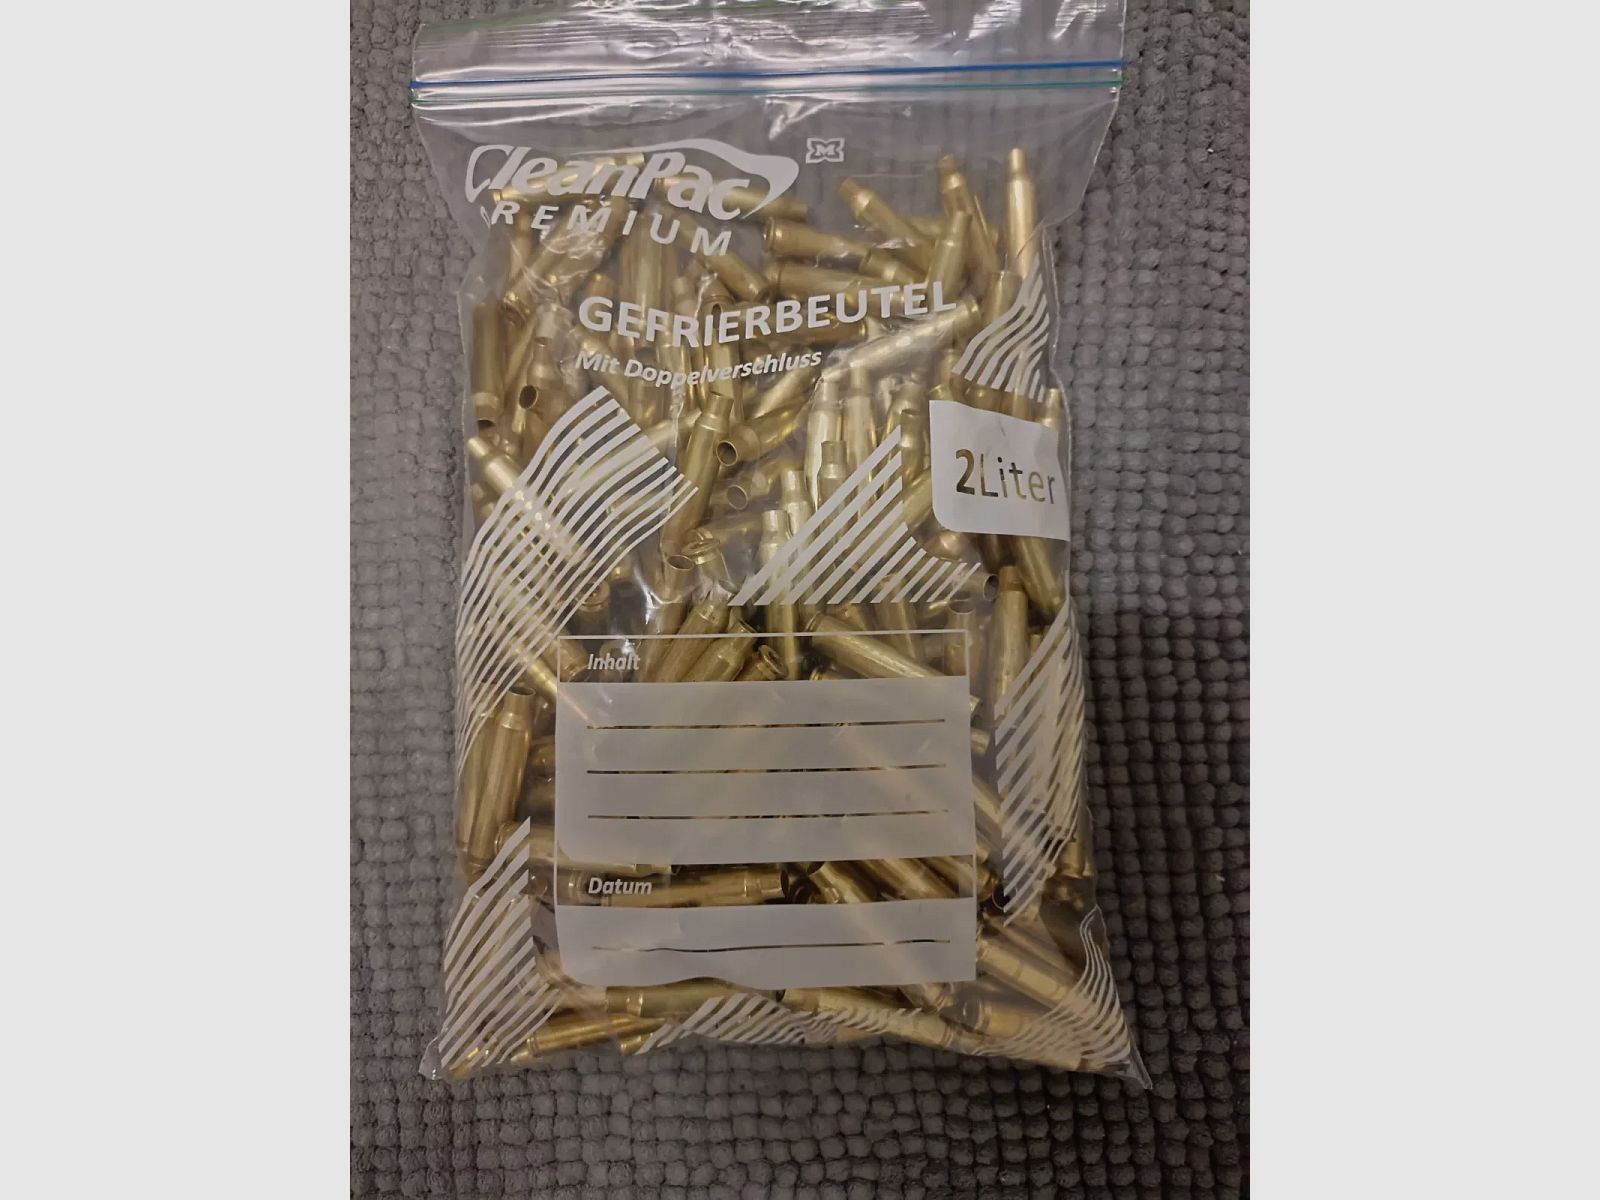 CleanPac
PREMIUM
M
GEFRIERBEUTEL
Mit Doppelverschluss
2Liter
Inhalt
Datum